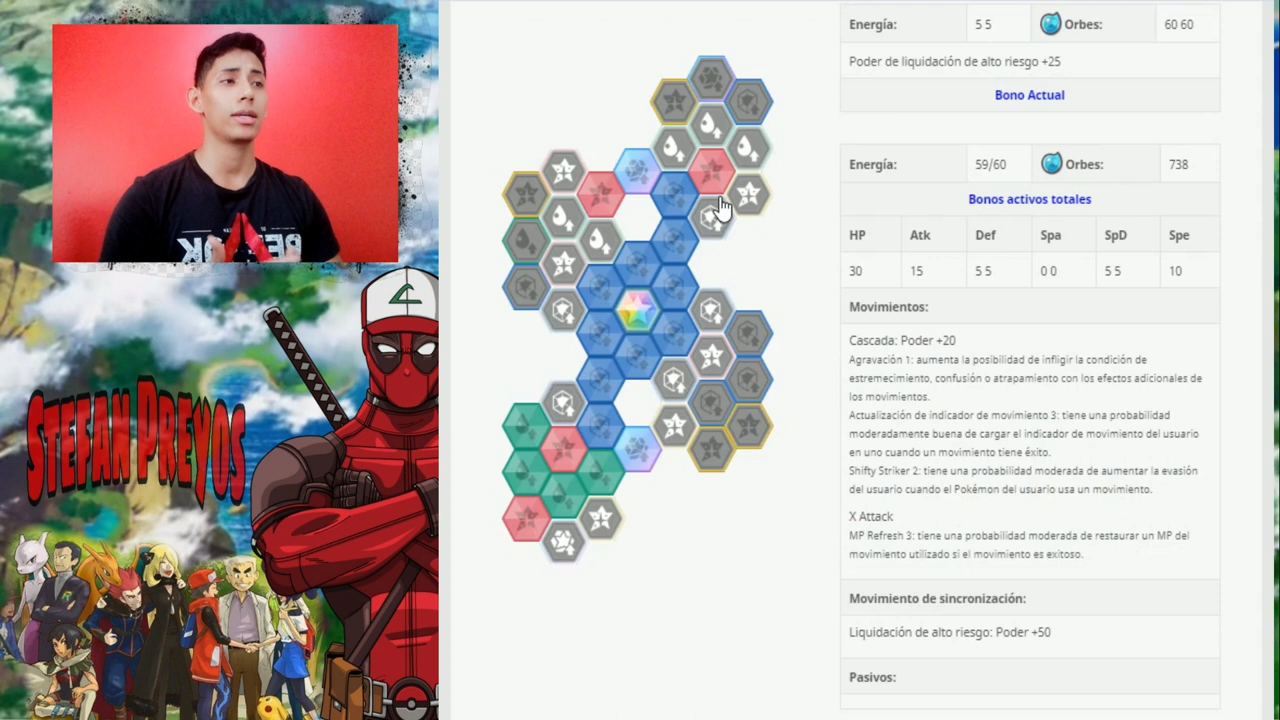 STEFAN PREYOS
Energía: 5 5 Orbes: 60 60
Poder de liquidación de alto riesgo +25
Bono Actual
Energía: 59/60 Orbes: 738
Bonos activos totales
HP Atk Def Spa SpD Spe
30 15 5 5 0 0 5 5 10
Movimientos:
Cascada: Poder +20
Agravación 1: aumenta la posibilidad de infligir la condición de
estremecimiento, confusión o atrapamiento con los efectos adicionales de
los movimientos.
Actualización de indicador de movimiento 3: tiene una probabilidad
moderadamente buena de cargar el indicador de movimiento del usuario
en uno cuando un movimiento tiene éxito.
Shifty Striker 2: tiene una probabilidad moderada de aumentar la evasión
del usuario cuando el Pokémon del usuario usa un movimiento.
X Attack
MP Refresh 3: tiene una probabilidad moderada de restaurar un MP del
movimiento utilizado si el movimiento es exitoso.
Movimiento de sincronización:
Liquidación de alto riesgo: Poder +50
Pasivos: